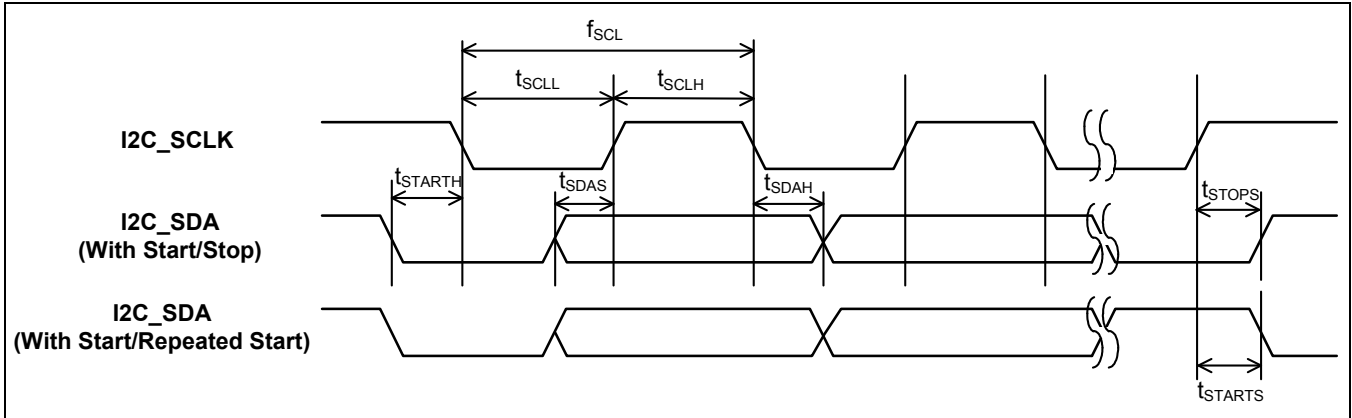 fSCL
tSCLL
tSCLH
I2C_SCLK
tSTARTH
tSDAS
tSDAH
tSTOPS
I2C_SDA
(With Start/Stop)
I2C_SDA
(With Start/Repeated Start)
tSTARTS